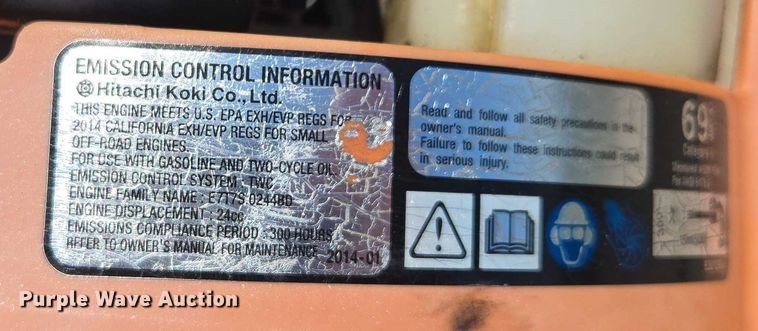 EMISSION CONTROL INFORMATION
Hitachi Koki Co., Ltd.
THIS ENGINE MEETS U.S. EPA EXH/EVP REGS FOR
2014 CALIFORNIA EXH/EVP REGS FOR SMALL
OFF-ROAD ENGINES.
FOR USE WITH GASOLINE AND TWO-CYCLE OIL
EMISSION CONTROL SYSTEM : TWC
ENGINE FAMILY NAME : E7T7S.0244BD
ENGINE DISPLACEMENT : 24cc
EMISSIONS COMPLIANCE PERIOD : 300 HOURS
REFER TO OWNER'S MANUAL FOR MAINTENANCE 2014-01
Read and follow all safety precautions in the
owner's manual.
Failure to follow these instructions could result
in serious injury.
69
Purple Wave Auction